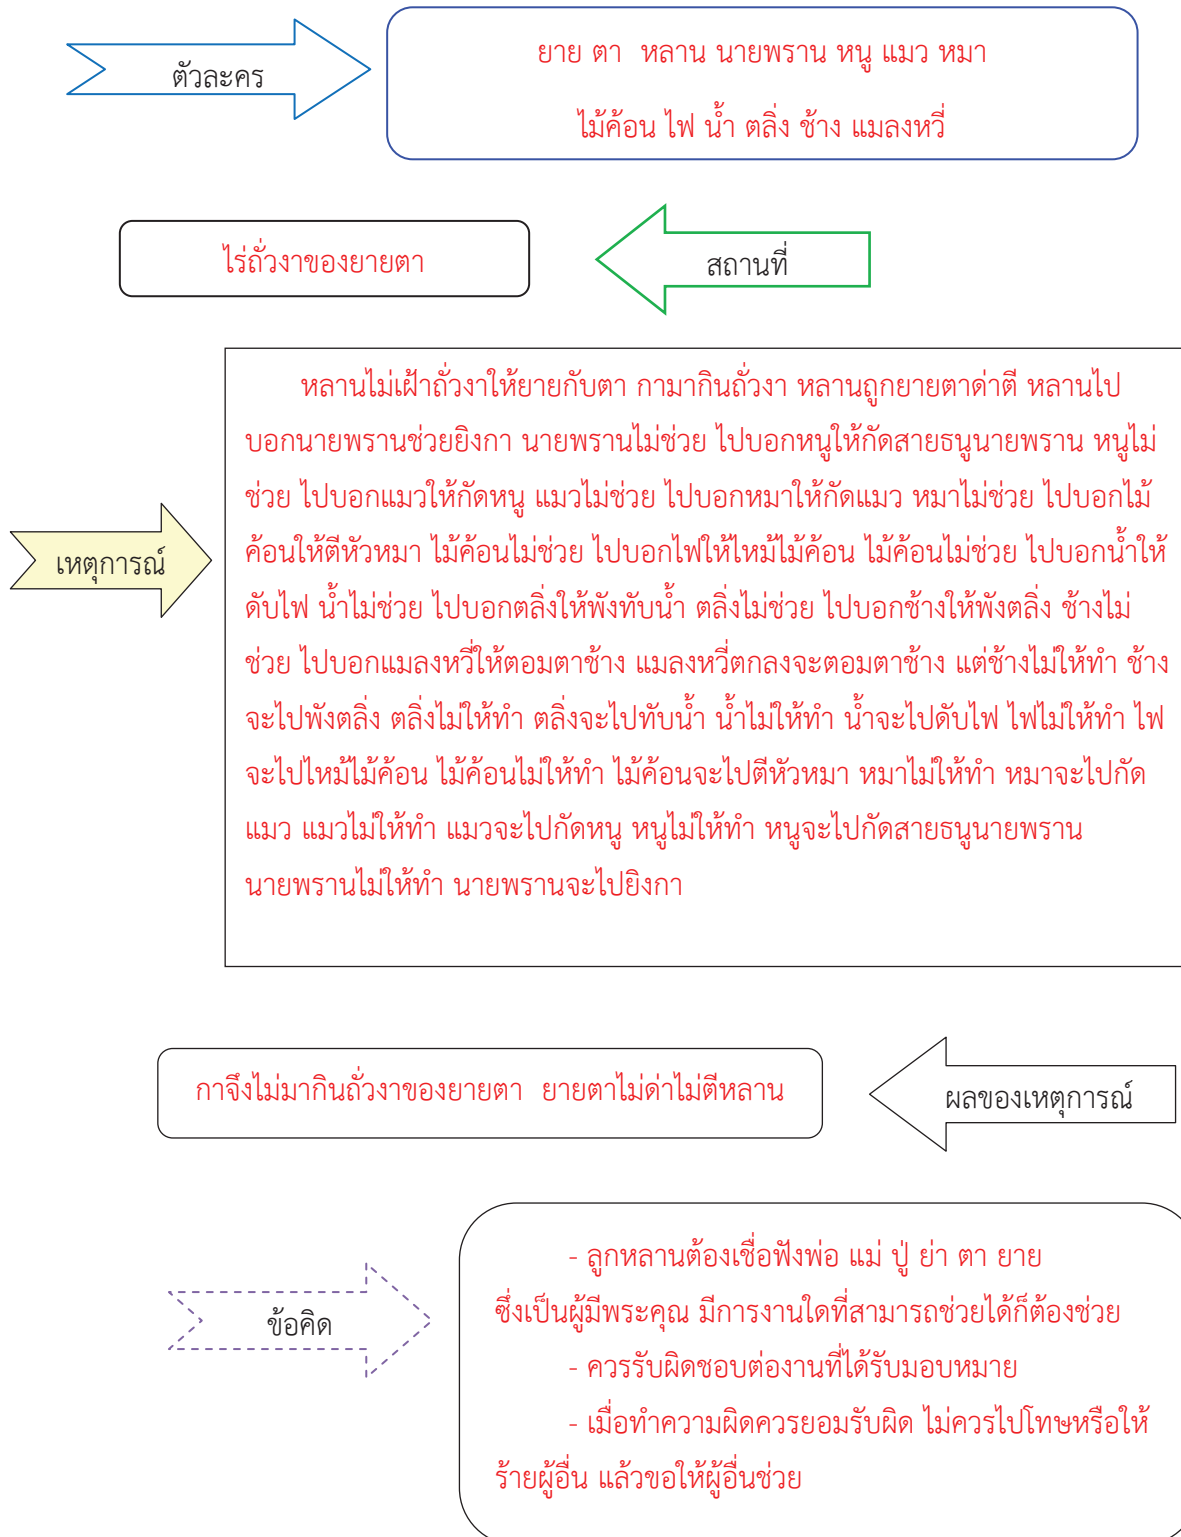 ตัวละคร
ยาย ตา หลาน นายพราน หนู แมว หมา
ไม้ค้อน ไฟ น้ำ ตลิ่ง ช้าง แมลงหวี่
ไร่ถั่วงาของยายตา
สถานที่
หลานไม่เฝ้าถั่วงาให้ยายกับตา กามากินถั่วงา หลานถูกยายตาด่าตี หลานไป
บอกนายพรานช่วยยิงกา นายพรานไม่ช่วย ไปบอกหนูให้กัดสายธนูนายพราน หนูไม่
ช่วย ไปบอกแมวให้กัดหนู แมวไม่ช่วย ไปบอกหมาให้กัดแมว หมาไม่ช่วย ไปบอกไม้
ค้อนให้ตีหัวหมา ไม้ค้อนไม่ช่วย ไปบอกไฟให้ไหม้ไม้ค้อน ไม้ค้อนไม่ช่วย ไปบอกน้ำให้
ดับไฟ น้ำไม่ช่วย ไปบอกตลิ่งให้พังทับน้ำ ตลิ่งไม่ช่วย ไปบอกช้างให้พังตลิ่ง ช้างไม่
ช่วย ไปบอกแมลงหวี่ให้ตอมตาช้าง แมลงหวี่ตกลงจะตอมตาช้าง แต่ช้างไม่ให้ทำ ช้าง
จะไปพังตลิ่ง ตลิ่งไม่ให้ทำ ตลิ่งจะไปทับน้ำ น้ำไม่ให้ทำ น้ำจะไปดับไฟ ไฟไม่ให้ทำ ไฟ
จะไปไหม้ไม้ค้อน ไม้ค้อนไม่ให้ทำ ไม้ค้อนจะไปตีหัวหมา หมาไม่ให้ทำ หมาจะไปกัด
แมว แมวไม่ให้ทำ แมวจะไปกัดหนู หนูไม่ให้ทำ หนูจะไปกัดสายธนูนายพราน
นายพรานไม่ให้ทำ นายพรานจะไปยิงกา
เหตุการณ์
กาจึงไม่มากินถั่วงาของยายตา ยายตาไม่ด่าไม่ตีหลาน
ผลของเหตุการณ์
ข้อคิด
- ลูกหลานต้องเชื่อฟังพ่อ แม่ ปู่ ย่า ตา ยาย
ซึ่งเป็นผู้มีพระคุณ มีการงานใดที่สามารถช่วยได้ก็ต้องช่วย
- ควรรับผิดชอบต่องานที่ได้รับมอบหมาย
- เมื่อทำความผิดควรยอมรับผิด ไม่ควรไปโทษหรือให้
ร้ายผู้อื่น แล้วขอให้ผู้อื่นช่วย